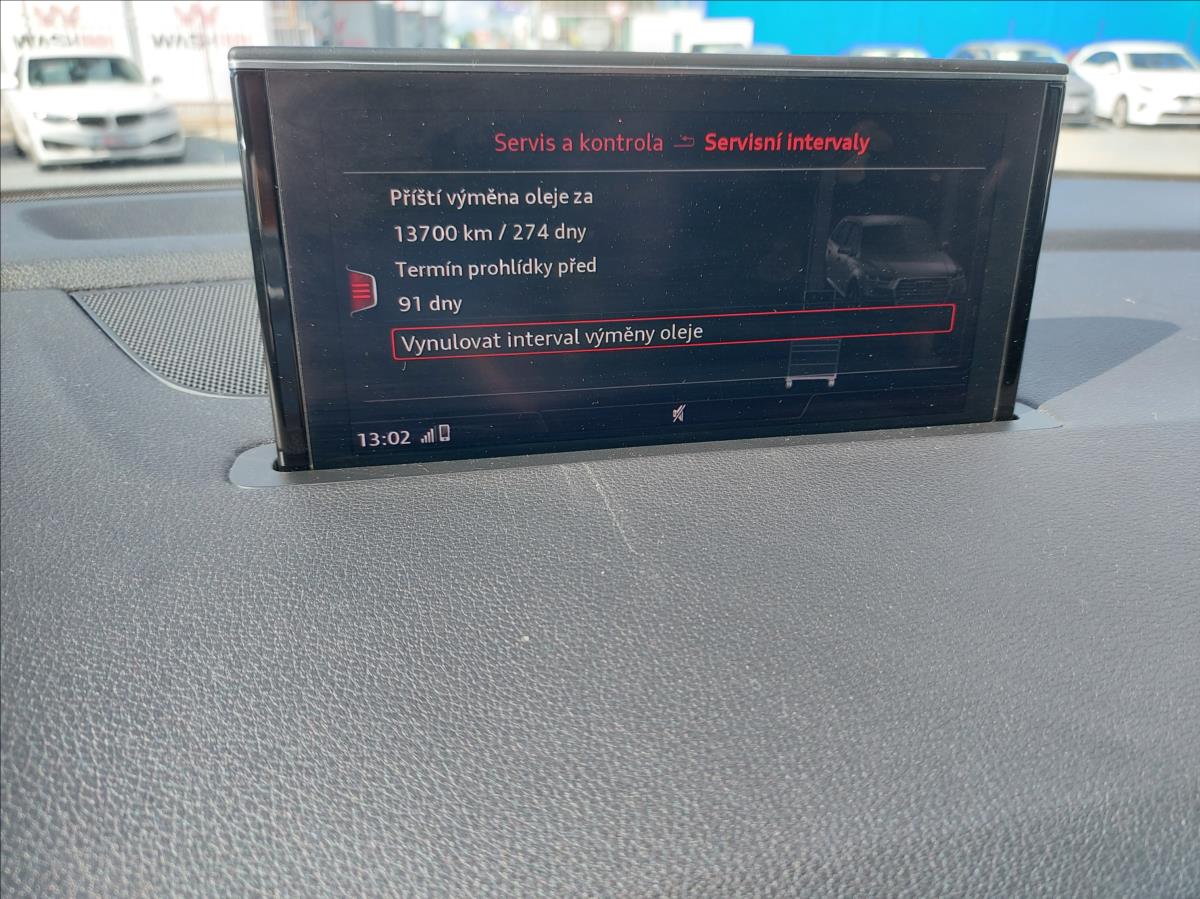 Servis a kontrola Servisní intervaly
Příští výměna oleje za
13700 km / 274 dny
Termín prohlídky před
91 dny
Vynulovat interval výměny oleje
13:02